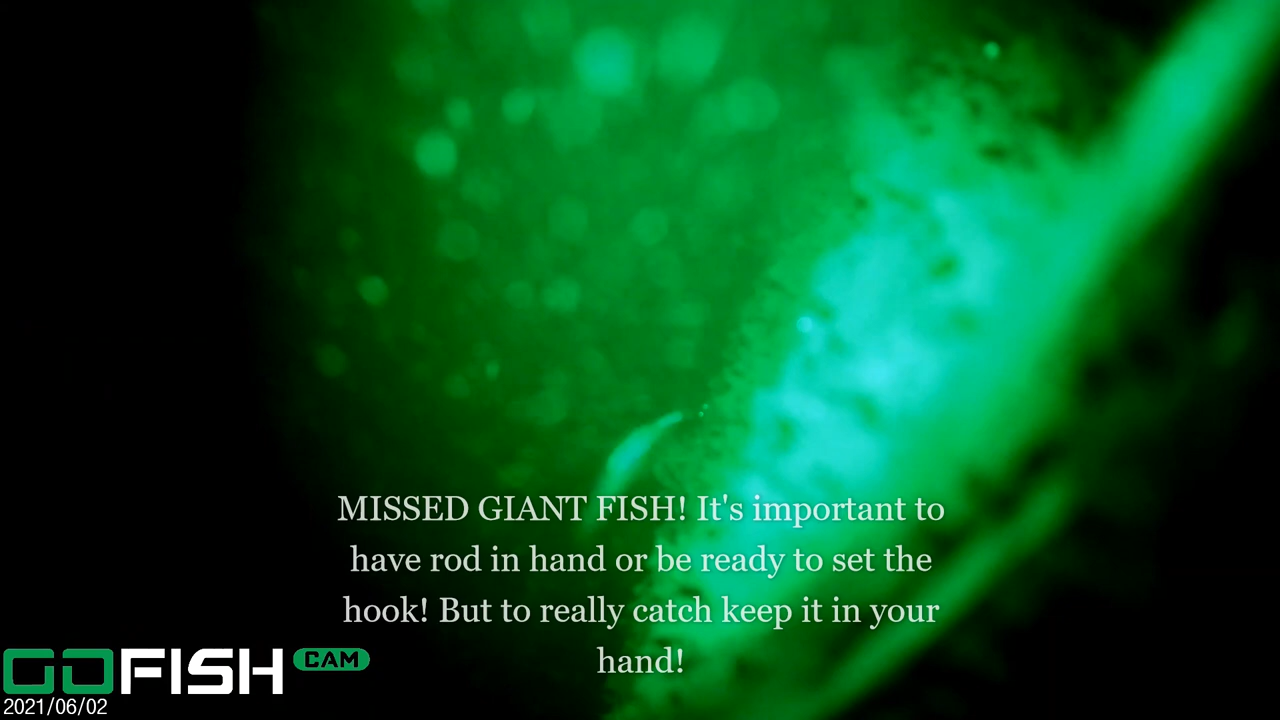 MISSED GIANT FISH! It's important to
have rod in hand or be ready to set the
hook! But to really catch keep it in your
hand!
GOFISH CAM
2021/06/02